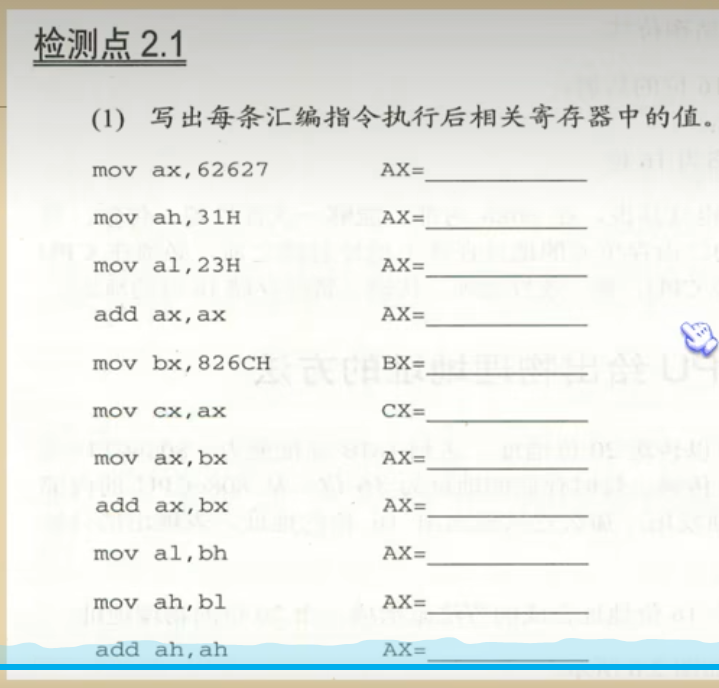 检测点 2.1
(1) 写出每条汇编指令执行后相关寄存器中的值。
mov ax,62627 AX=
mov ah,31H AX=
mov al,23H AX=
add ax,ax AX=
mov bx,826CH BX=
mov cx,ax CX=
mov ax,bx AX=
add ax,bx AX=
mov al,bh AX=
mov ah,bl AX=
add ah,ah AX=